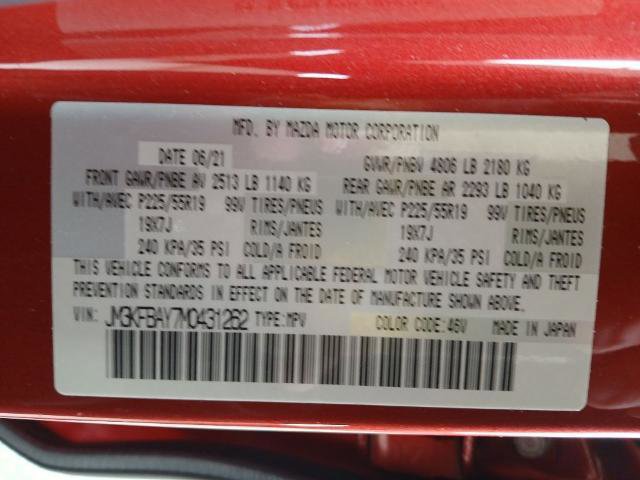 MFD. BY MAZDA MOTOR CORPORATION
DATE 06/21 GVWR/PNBV 4806 LB 2180 KG
FRONT GAWR/PNBE AV 2513 LB 1140 KG REAR GAWR/PNBE AR 2293 LB 1040 KG
WITH/AVEC P225/55R19 99V TIRES/PNEUS WITH/AVEC P225/55R19 99V TIRES/PNEUS
19X7J RIMS/JANTES 19X7J RIMS/JANTES
240 KPA/35 PSI COLD/A FROID 240 KPA/35 PSI COLD/A FROID
THIS VEHICLE CONFORMS TO ALL APPLICABLE FEDERAL MOTOR VEHICLE SAFETY AND THEFT
PREVENTION STANDARDS IN EFFECT ON THE DATE OF MANUFACTURE SHOWN ABOVE.
VIN: JM3KFBAY7M0431262 TYPE:MPV COLOR CODE:46V MADE IN JAPAN